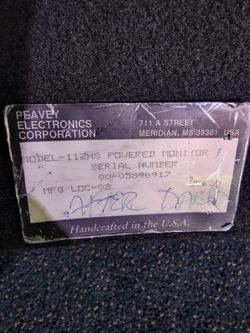 PEAVEY
ELECTRONICS
CORPORATION
711 A STREET
MERIDIAN, MS 39301 USA
MODEL-112HS POWERED MONITOR
SERIAL NUMBER
00-05896917
MFG LOC-02
AFTER DARK
Handcrafted in the U.S.A.